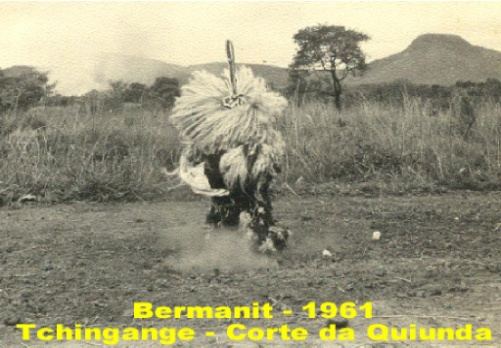 Bermanit - 1961
Tchingange - Corte da Quiunda